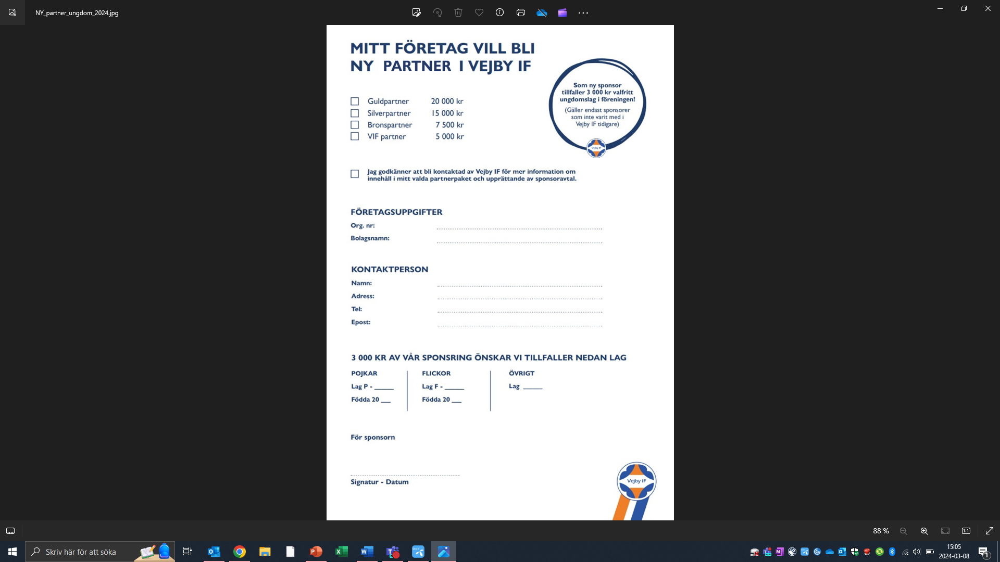 NY_partner_ungdom_2024.jpg
MITT FÖRETAG VILL BLI
NY PARTNER I VEJBY IF
Som ny sponsor
tillfaller 3 000 kr valfritt
ungdomslag i föreningen!
(Gäller endast sponsorer
som inte varit med i
Vejby IF tidigare)
Vejby IF
Guldpartner 20 000 kr
Silverpartner 15 000 kr
Bronspartner 7 500 kr
VIF partner 5 000 kr
Jag godkänner att bli kontaktad av Vejby IF för mer information om
innehåll i mitt valda partnerpaket och upprättande av sponsoravtal.
FÖRETAGSUPPGIFTER
Org. nr:
Bolagsnamn:
KONTAKTPERSON
Namn:
Adress:
Tel:
Epost:
3 000 KR AV VÅR SPONSRING ÖNSKAR VI TILLFALLER NEDAN LAG
POJKAR FLICKOR ÖVRIGT
Lag P - ______ Lag F - ______ Lag ______
Födda 20 ___ Födda 20 ___
För sponsorn
Signatur - Datum
Vejby IF
88 %
Skriv här för att söka
15:05
2024-03-08
1